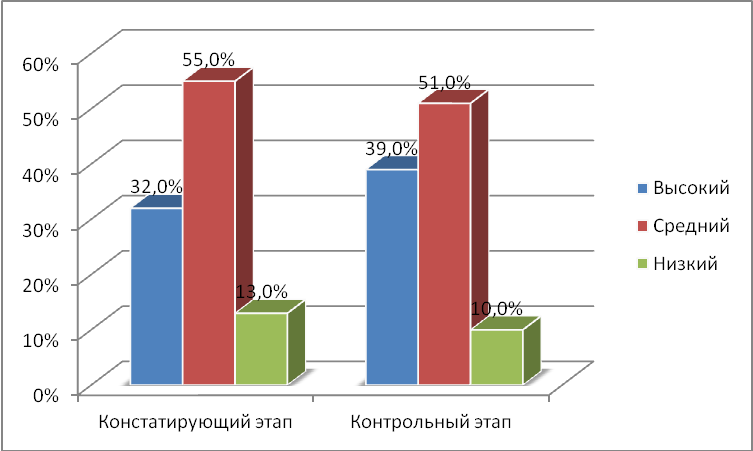 60%
50%
40%
30%
20%
10%
0%
32,0%
55,0%
13,0%
39,0%
51,0%
10,0%
Констатирующий этап
Контрольный этап
Высокий
Средний
Низкий